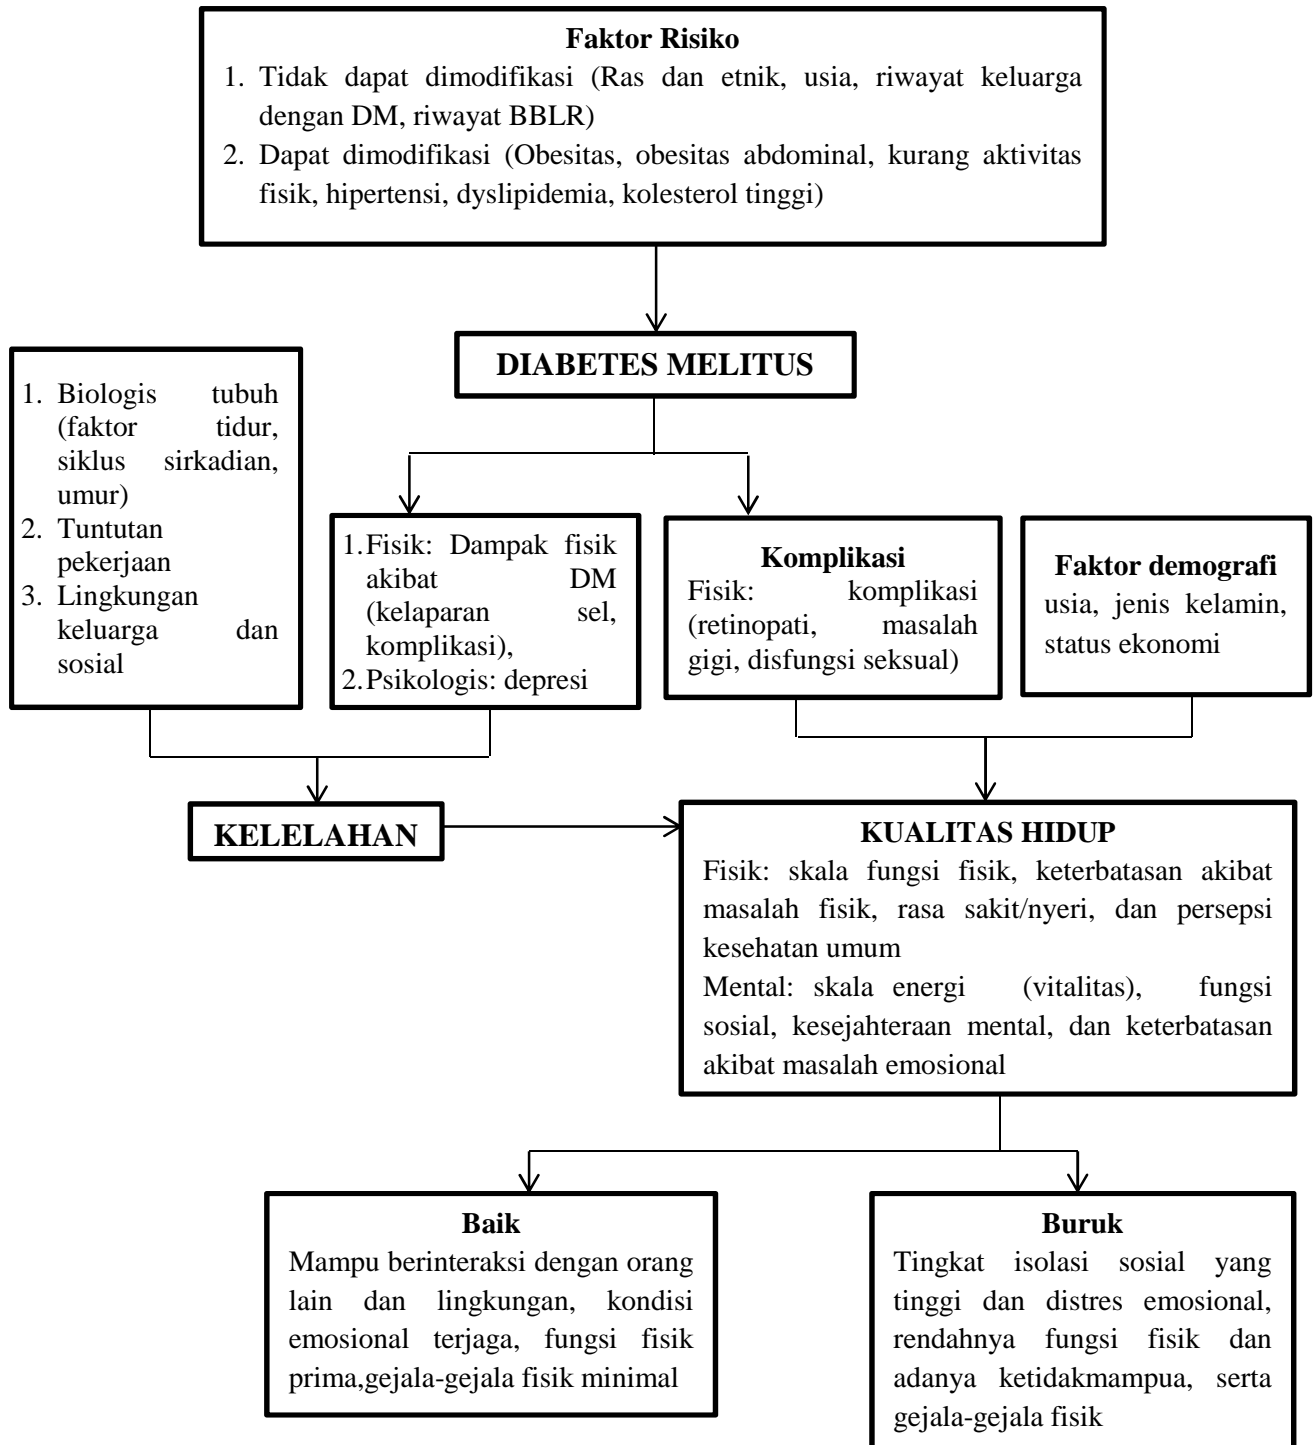 Faktor Risiko
1. Tidak dapat dimodifikasi (Ras dan etnik, usia, riwayat keluarga
dengan DM, riwayat BBLR)
2. Dapat dimodifikasi (Obesitas, obesitas abdominal, kurang aktivitas
fisik, hipertensi, dyslipidemia, kolesterol tinggi)
DIABETES MELITUS
1. Biologis tubuh
(faktor tidur,
siklus sirkadian,
umur)
2. Tuntutan
pekerjaan
3. Lingkungan
keluarga dan
sosial
1. Fisik: Dampak fisik
akibat DM
(kelaparan sel,
komplikasi),
2. Psikologis: depresi
Komplikasi
Fisik: komplikasi
(retinopati, masalah
gigi, disfungsi seksual)
Faktor demografi
usia, jenis kelamin,
status ekonomi
KELELAHAN
KUALITAS HIDUP
Fisik: skala fungsi fisik, keterbatasan akibat
masalah fisik, rasa sakit/nyeri, dan persepsi
kesehatan umum
Mental: skala energi (vitalitas), fungsi
sosial, kesejahteraan mental, dan keterbatasan
akibat masalah emosional
Baik
Mampu berinteraksi dengan orang
lain dan lingkungan, kondisi
emosional terjaga, fungsi fisik
prima,gejala-gejala fisik minimal
Buruk
Tingkat isolasi sosial yang
tinggi dan distres emosional,
rendahnya fungsi fisik dan
adanya ketidakmampua, serta
gejala-gejala fisik